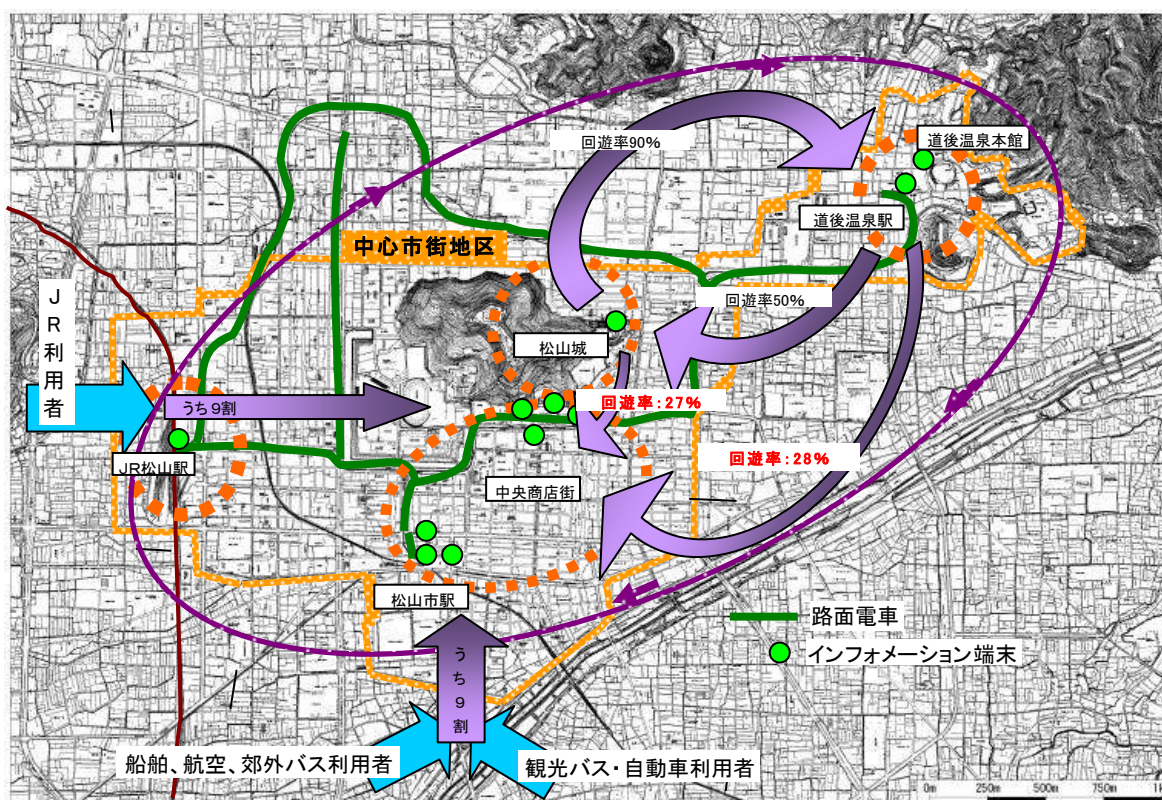 回遊率90%
道後温泉本館
道後温泉駅
中心市街地区
回遊率50%
JR利用者
松山城
うち9割
回遊率:27%
JR松山駅
回遊率:28%
中央商店街
松山市駅
路面電車
インフォメーション端末
うち9割
船舶、航空、郊外バス利用者
観光バス・自動車利用者
0m 250m 500m 750m